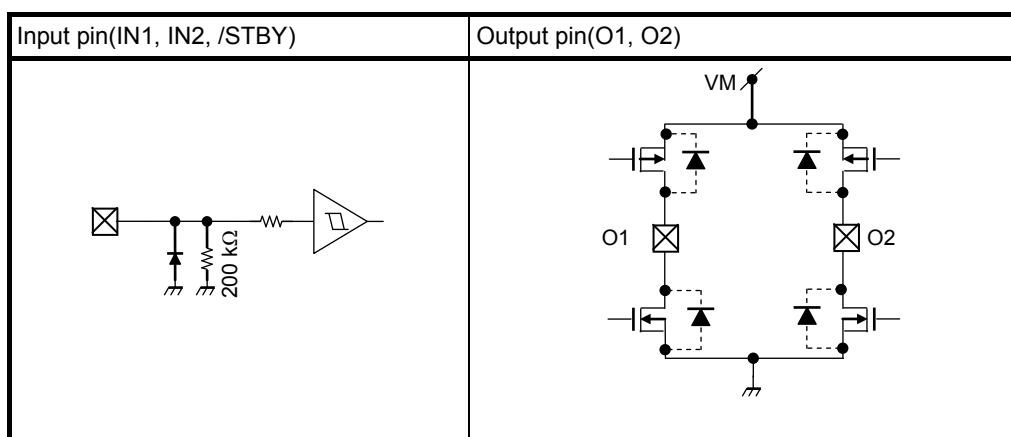 Input pin(IN1, IN2, /STBY)
Output pin(O1, O2)
VM
200 kΩ
O1
O2